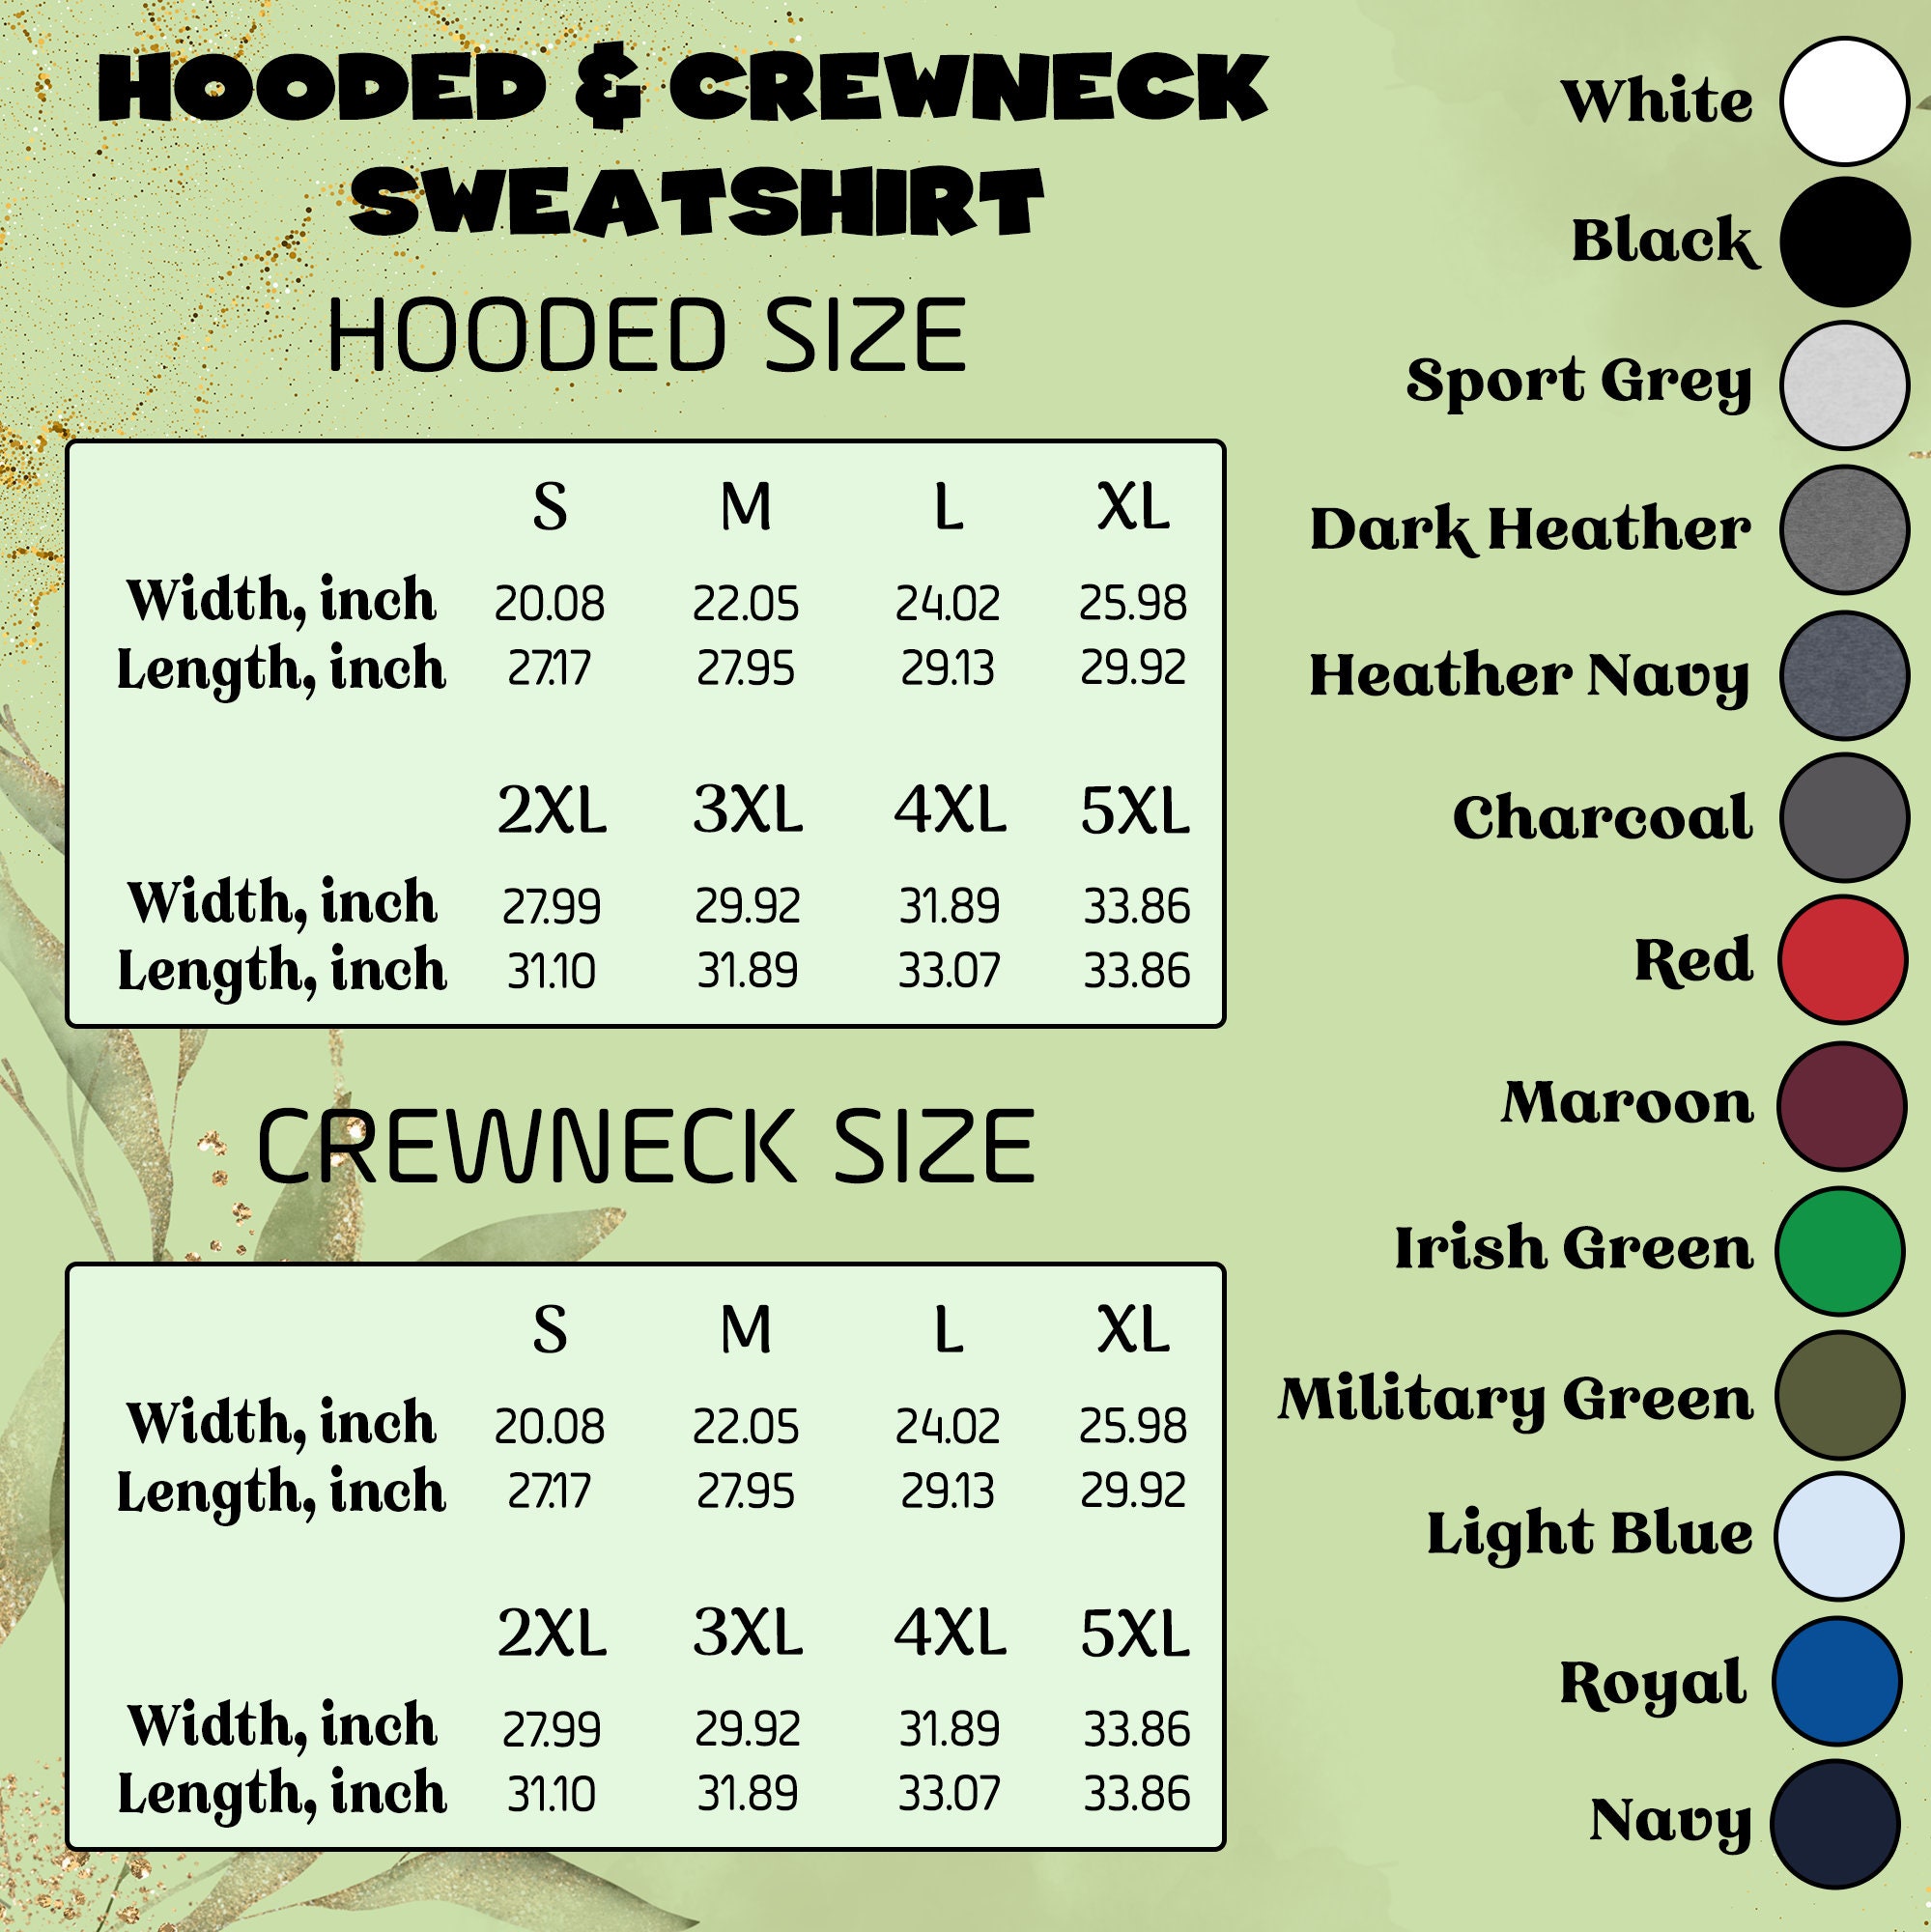 HOODED & CREWNECK
SWEATSHIRT
HOODED SIZE
S M L XL
Width, inch 20.08 22.05 24.02 25.98
Length, inch 27.17 27.95 29.13 29.92
2XL 3XL 4XL 5XL
Width, inch 27.99 29.92 31.89 33.86
Length, inch 31.10 31.89 33.07 33.86
CREWNECK SIZE
S M L XL
Width, inch 20.08 22.05 24.02 25.98
Length, inch 27.17 27.95 29.13 29.92
2XL 3XL 4XL 5XL
Width, inch 27.99 29.92 31.89 33.86
Length, inch 31.10 31.89 33.07 33.86
White
Black
Sport Grey
Dark Heather
Heather Navy
Charcoal
Red
Maroon
Irish Green
Military Green
Light Blue
Royal
Navy